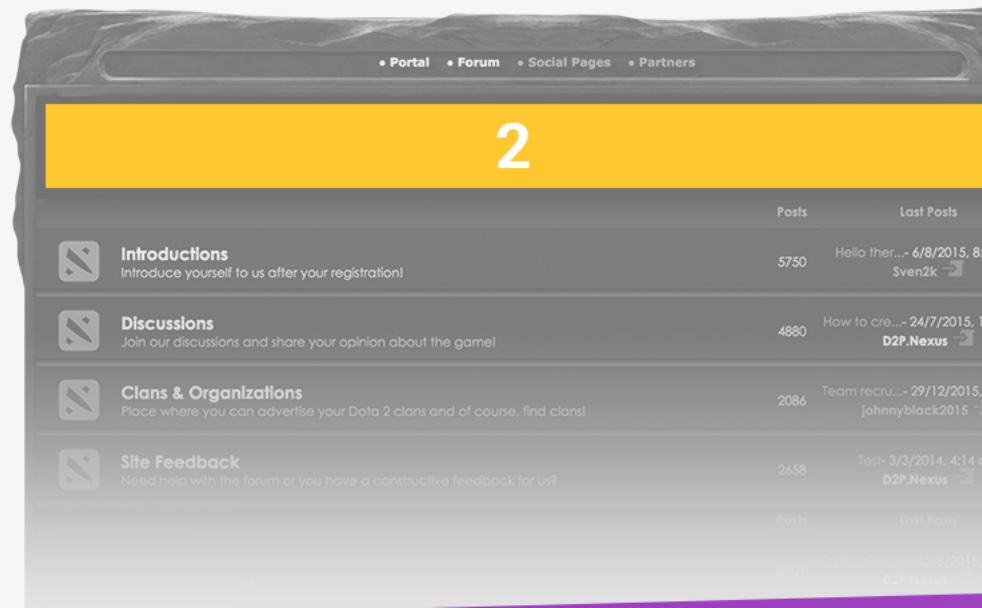 • Portal • Forum • Social Pages • Partners
2
Posts Last Posts
Introductions
Introduce yourself to us after your registration!
5750
Hello ther...- 6/8/2015, 8:
Sven2k
Discussions
Join our discussions and share your opinion about the game!
4880
How to cre...- 24/7/2015, 1
D2P.Nexus
Clans & Organizations
Place where you can advertise your Dota 2 clans and of course, find clans!
2086
Team recru...- 29/12/2015,
johnnyblack2015
Site Feedback
Need help with the forum or you have a constructive feedback for us?
2658
Test- 3/3/2014, 4:14
D2P.Nexus
Posts Last Posts
D2P.Nexus